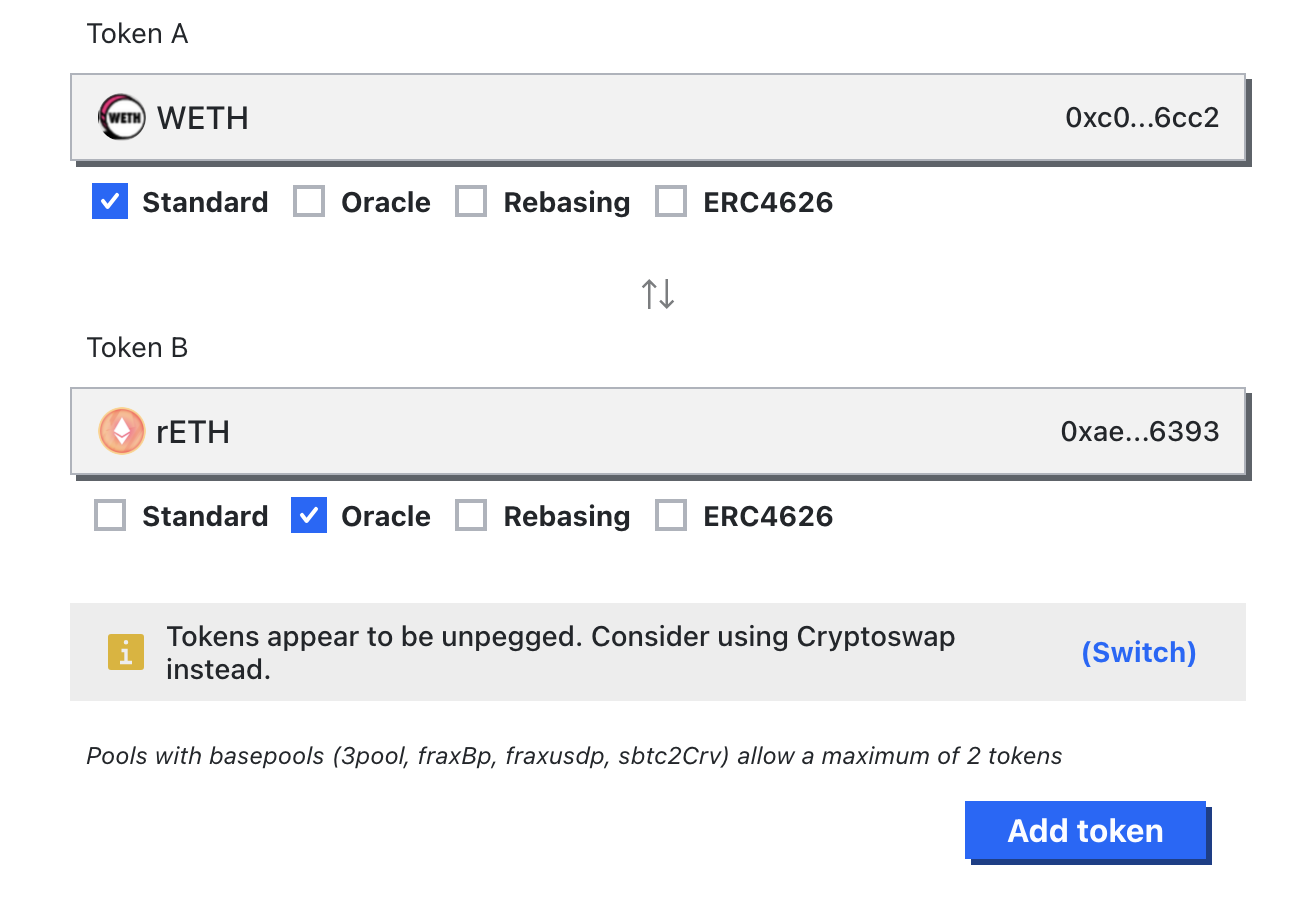 Token A
WETH WETH 0xc0...6cc2
Standard Oracle Rebasing ERC4626
↑↓
Token B
rETH 0xae...6393
Standard Oracle Rebasing ERC4626
i Tokens appear to be unpegged. Consider using Cryptoswap
instead. (Switch)
Pools with basepools (3pool, fraxBp, fraxusdp, sbtc2Crv) allow a maximum of 2 tokens
Add token